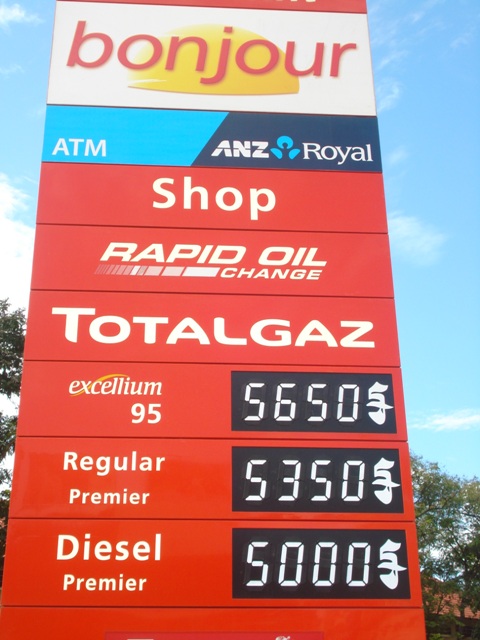 bonjour
ATM
ANZ Royal
Shop
RAPID OIL
CHANGE
TOTALGAZ
excellium
95
5650៛
Regular
Premier
5350៛
Diesel
Premier
5000៛